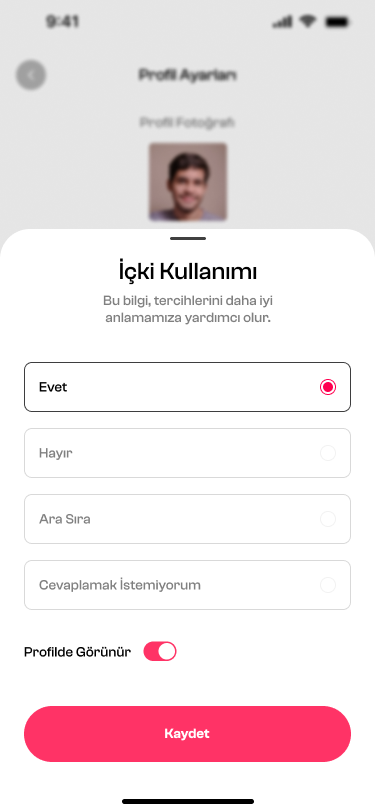 9:41
Profil Ayarları
Profil Fotoğrafı
İçki Kullanımı
Bu bilgi, tercihlerini daha iyi
anlamamıza yardımcı olur.
Evet
Hayır
Ara Sıra
Cevaplamak İstemiyorum
Profilde Görünür
Kaydet